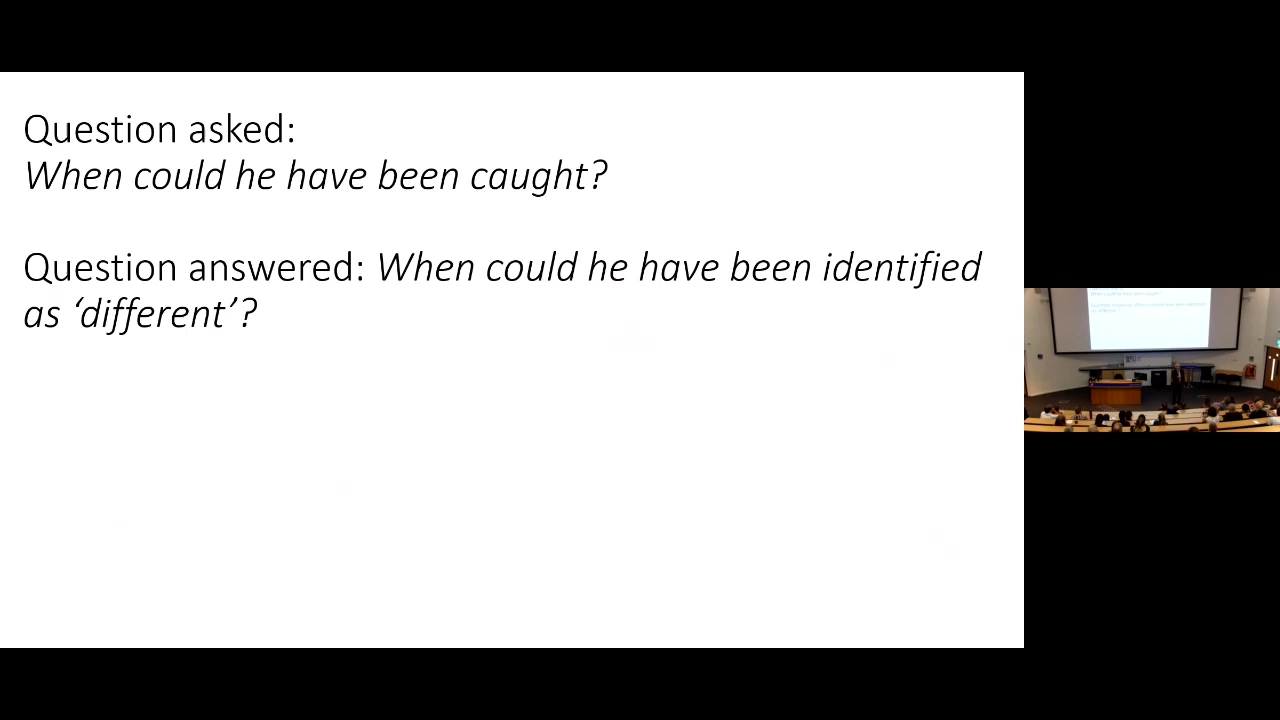 Question asked:
When could he have been caught?
Question answered: When could he have been identified
as ‘different’?